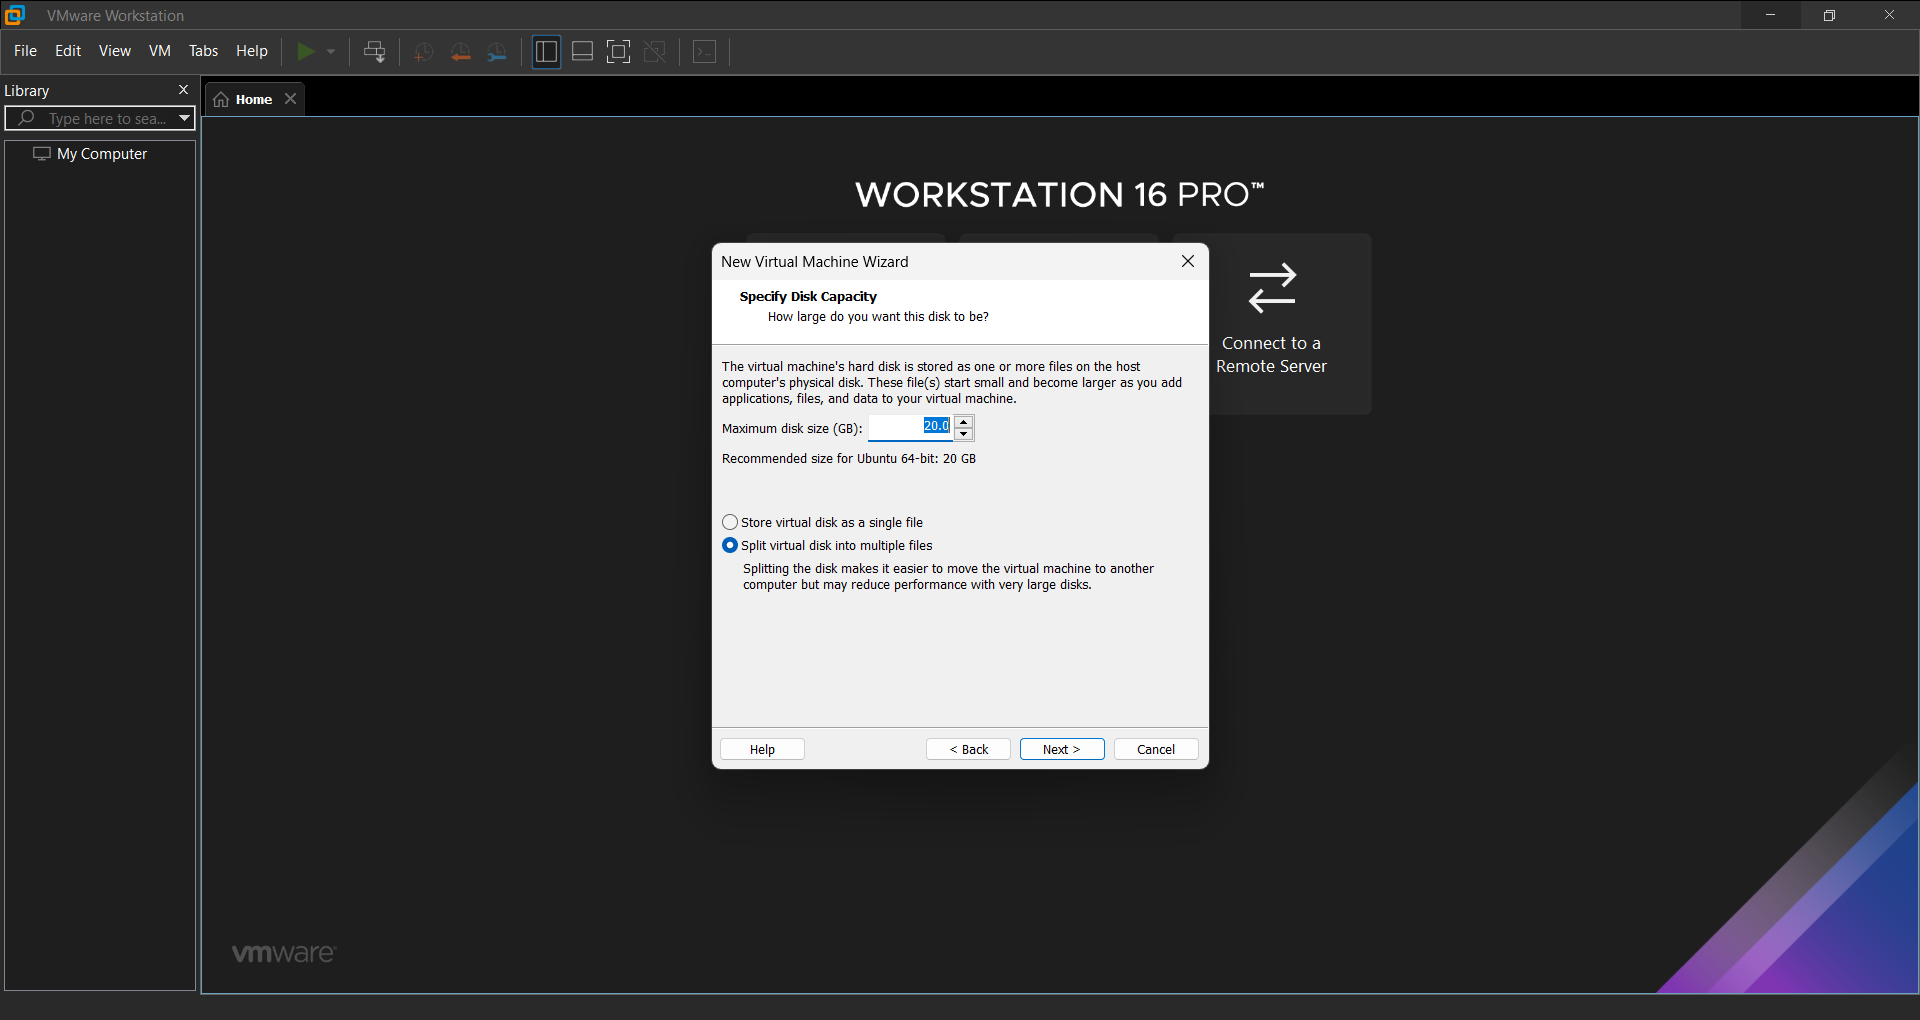 VMware Workstation
File Edit View VM Tabs Help
Library
Type here to sea...
My Computer
Home
WORKSTATION 16 PRO™
Connect to a
Remote Server
New Virtual Machine Wizard
Specify Disk Capacity
How large do you want this disk to be?
The virtual machine's hard disk is stored as one or more files on the host
computer's physical disk. These file(s) start small and become larger as you add
applications, files, and data to your virtual machine.
Maximum disk size (GB): 20.0
Recommended size for Ubuntu 64-bit: 20 GB
Store virtual disk as a single file
Split virtual disk into multiple files
Splitting the disk makes it easier to move the virtual machine to another
computer but may reduce performance with very large disks.
Help < Back Next > Cancel
vmware